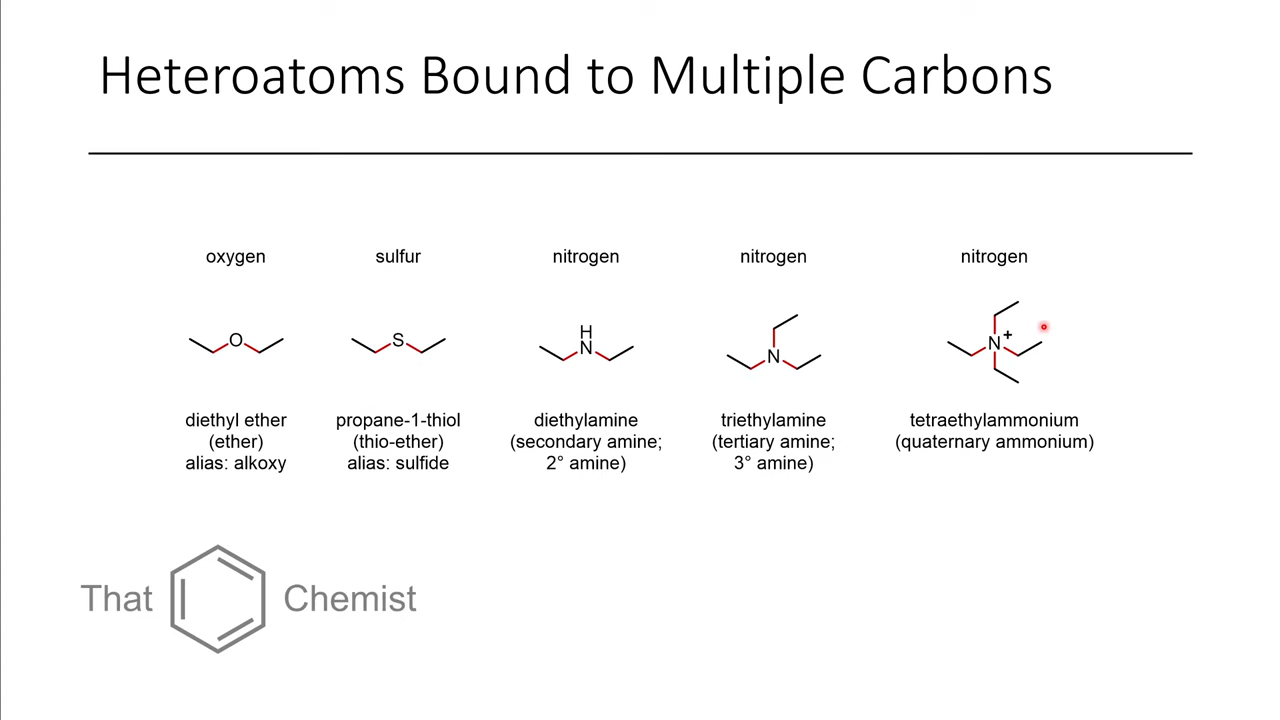 Heteroatoms Bound to Multiple Carbons
oxygen
sulfur
nitrogen
nitrogen
nitrogen
O
S
H
N
N
N+
diethyl ether
(ether)
alias: alkoxy
propane-1-thiol
(thio-ether)
alias: sulfide
diethylamine
(secondary amine;
2° amine)
triethylamine
(tertiary amine;
3° amine)
tetraethylammonium
(quaternary ammonium)
That Chemist